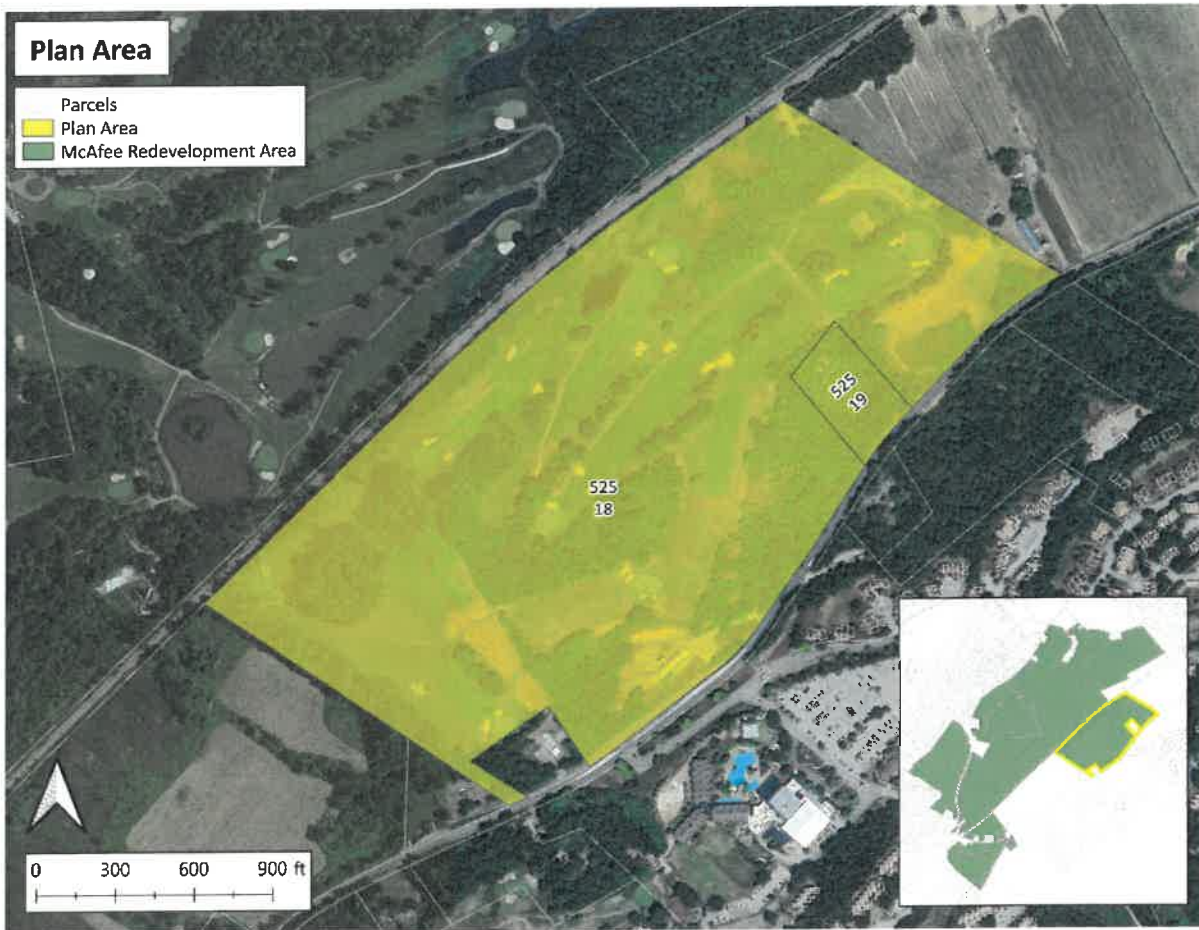 Plan Area
Parcels
Plan Area
McAfee Redevelopment Area
525
19
525
18
0 300 600 900 ft